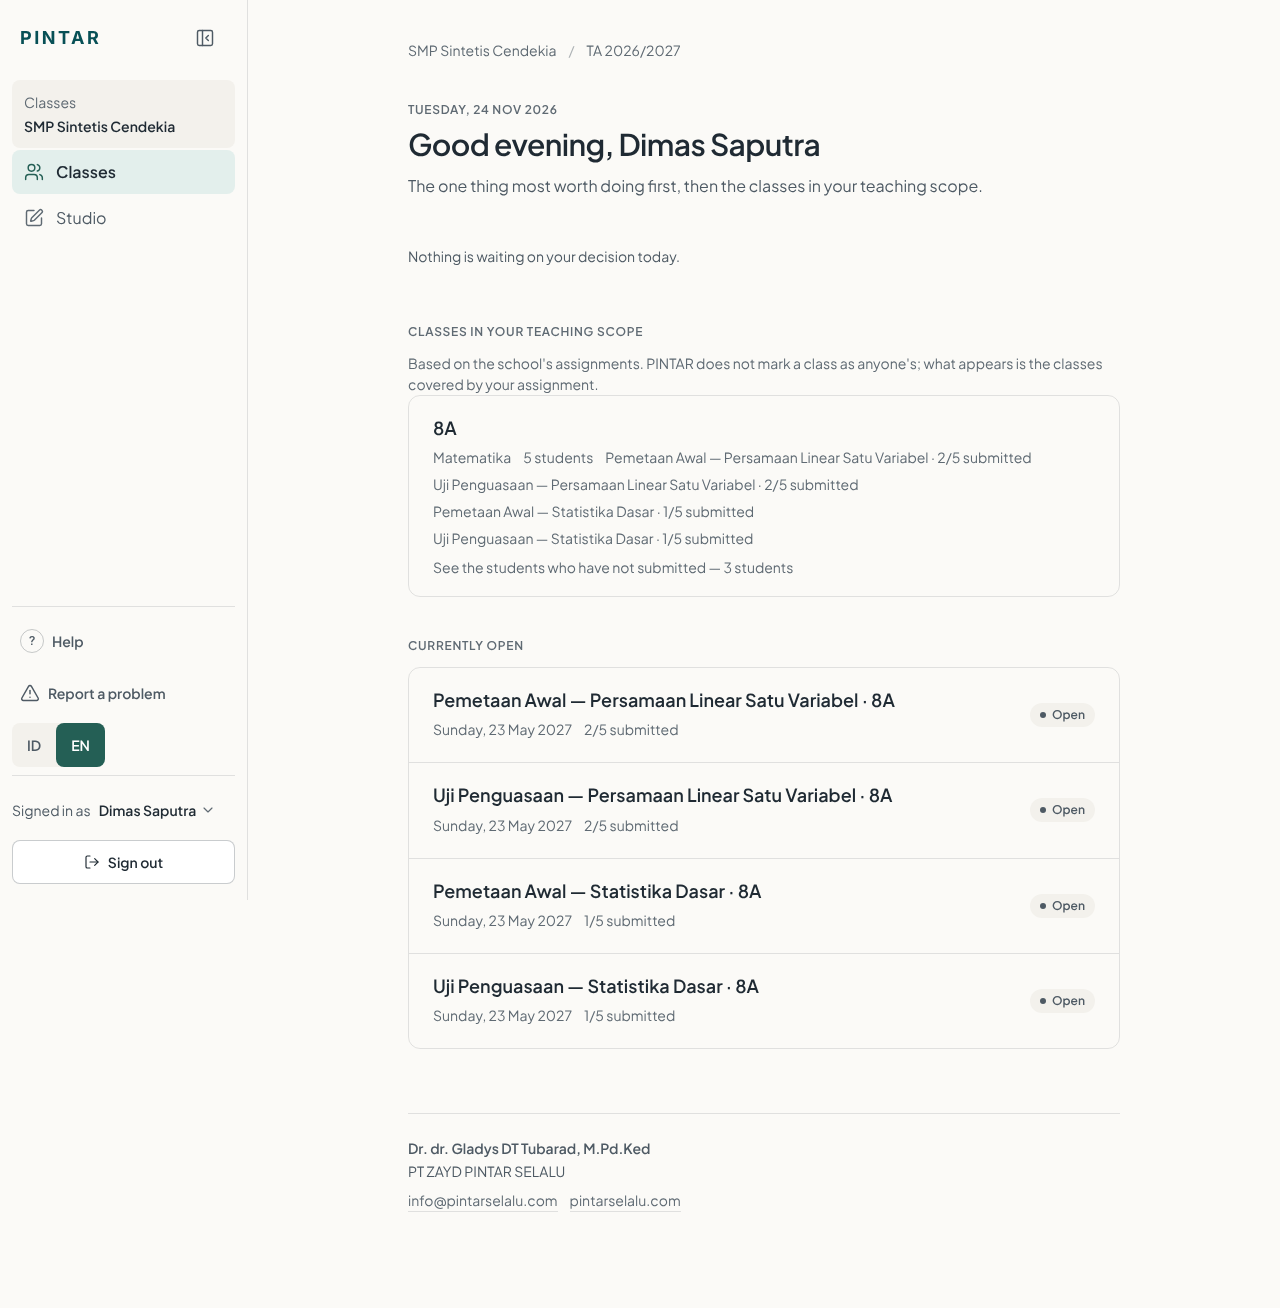 PINTAR
Classes
SMP Sintetis Cendekia
Classes
Studio
? Help
Report a problem
ID EN
Signed in as Dimas Saputra
Sign out
SMP Sintetis Cendekia / TA 2026/2027
TUESDAY, 24 NOV 2026
Good evening, Dimas Saputra
The one thing most worth doing first, then the classes in your teaching scope.
Nothing is waiting on your decision today.
CLASSES IN YOUR TEACHING SCOPE
Based on the school's assignments. PINTAR does not mark a class as anyone's; what appears is the classes
covered by your assignment.
8A
Matematika 5 students Pemetaan Awal — Persamaan Linear Satu Variabel · 2/5 submitted
Uji Penguasaan — Persamaan Linear Satu Variabel · 2/5 submitted
Pemetaan Awal — Statistika Dasar · 1/5 submitted
Uji Penguasaan — Statistika Dasar · 1/5 submitted
See the students who have not submitted — 3 students
CURRENTLY OPEN
Pemetaan Awal — Persamaan Linear Satu Variabel · 8A
Sunday, 23 May 2027 2/5 submitted
Open
Uji Penguasaan — Persamaan Linear Satu Variabel · 8A
Sunday, 23 May 2027 2/5 submitted
Open
Pemetaan Awal — Statistika Dasar · 8A
Sunday, 23 May 2027 1/5 submitted
Open
Uji Penguasaan — Statistika Dasar · 8A
Sunday, 23 May 2027 1/5 submitted
Open
Dr. dr. Gladys DT Tubarad, M.Pd.Ked
PT ZAYD PINTAR SELALU
info@pintarselalu.com pintarselalu.com